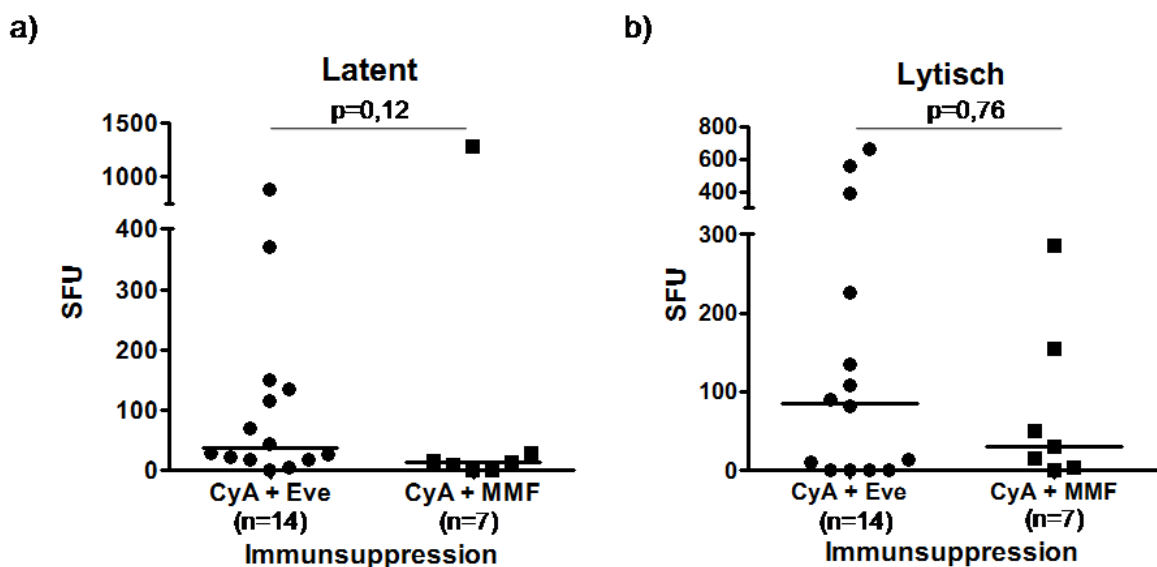 a)
Latent
p=0,12
1500
1000
400
300
200
100
0
SFU
CyA + Eve
(n=14)
CyA + MMF
(n=7)
Immunsuppression
b)
Lytisch
p=0,76
800
600
400
300
200
100
0
SFU
CyA + Eve
(n=14)
CyA + MMF
(n=7)
Immunsuppression